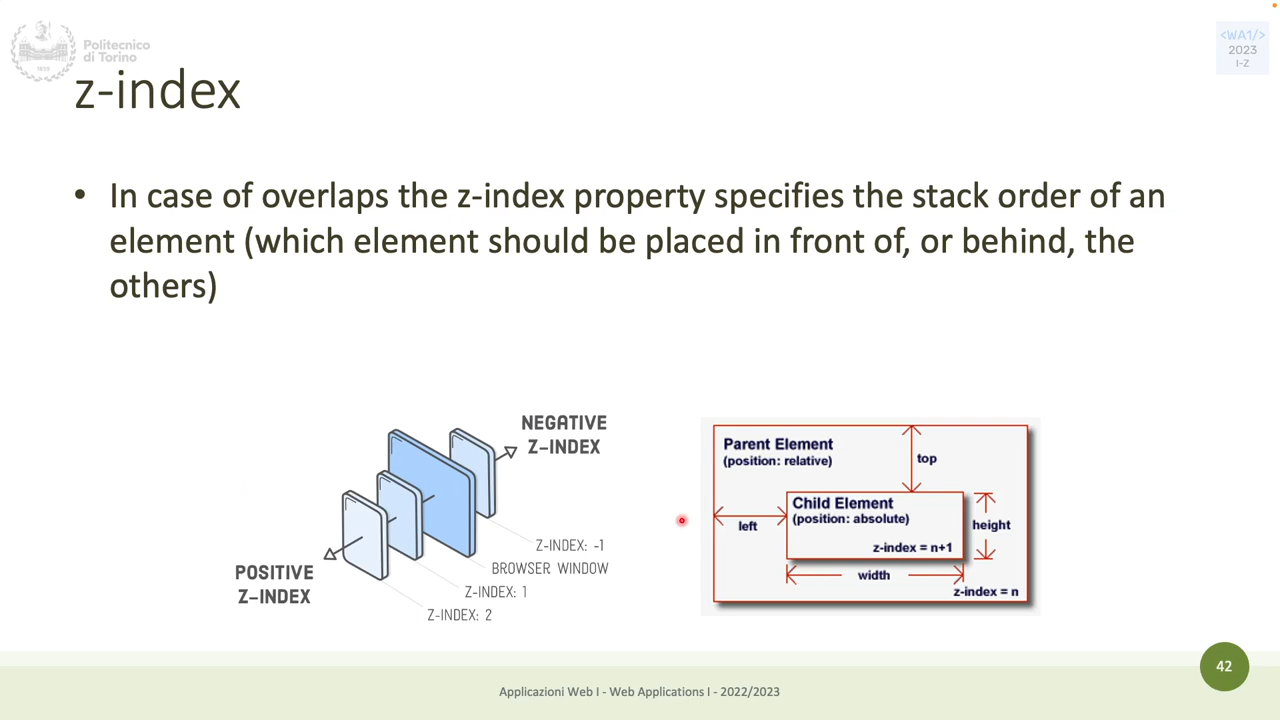 Politecnico
di Torino
1859
<WA1/>
2023
I-Z
z-index
• In case of overlaps the z-index property specifies the stack order of an
element (which element should be placed in front of, or behind, the
others)
NEGATIVE
Z-INDEX
Z-INDEX: -1
BROWSER WINDOW
Z-INDEX: 1
Z-INDEX: 2
POSITIVE
Z-INDEX
Parent Element
(position: relative)
top
Child Element
(position: absolute)
left
height
z-index = n+1
width
z-index = n
42
Applicazioni Web I - Web Applications I - 2022/2023